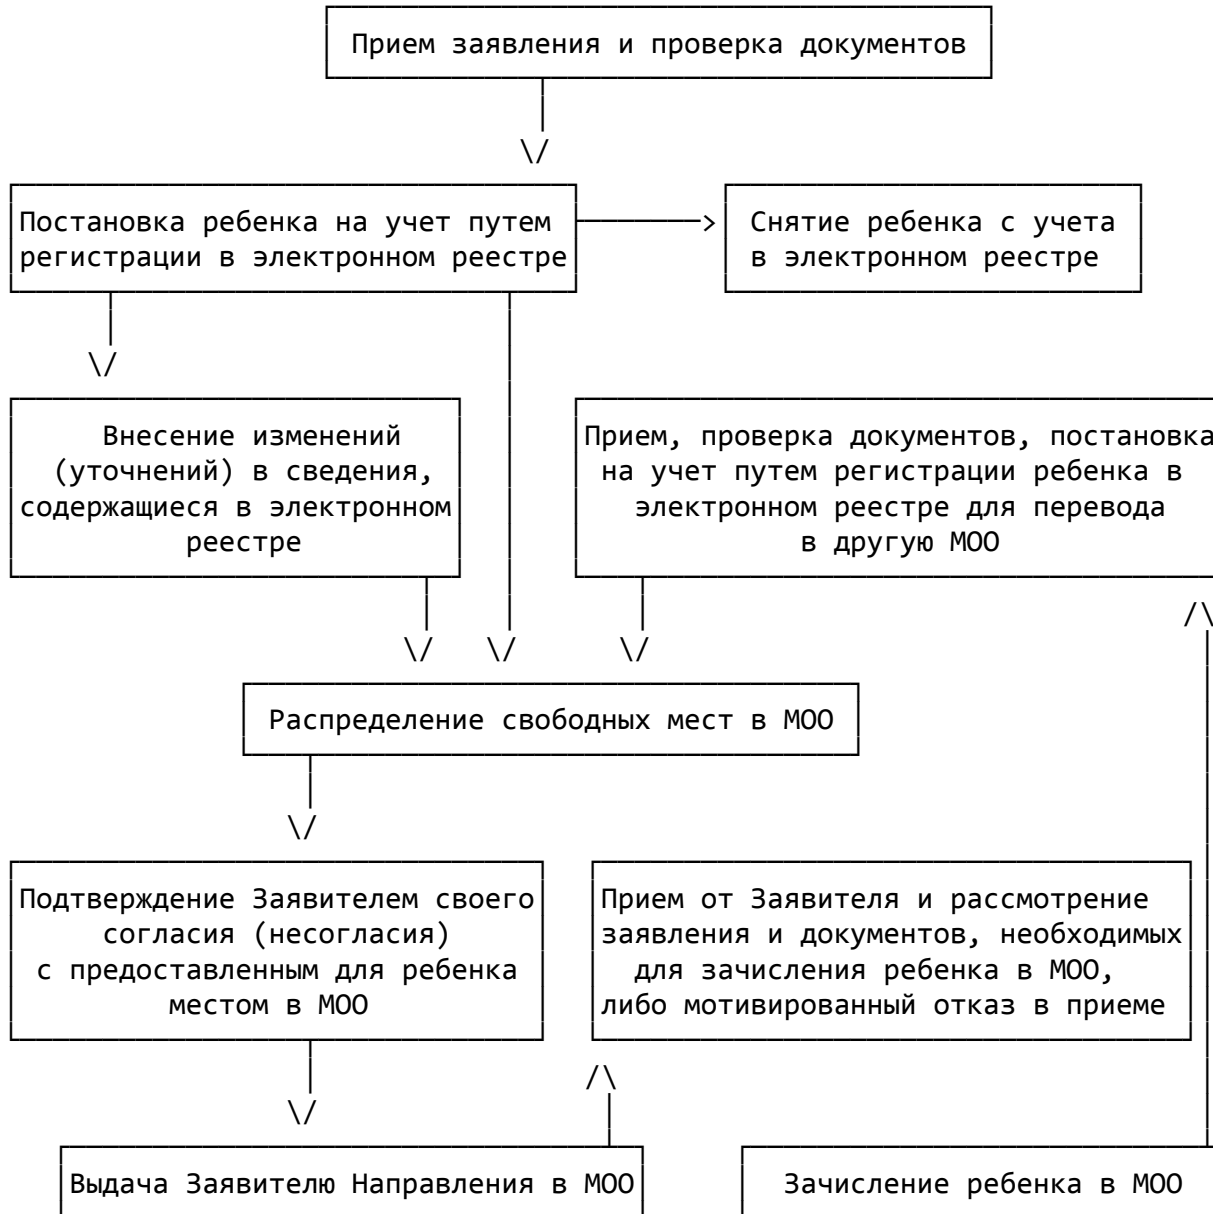 Прием заявления и проверка документов
Постановка ребенка на учет путем
регистрации в электронном реестре
Снятие ребенка с учета
в электронном реестре
Внесение изменений
(уточнений) в сведения,
содержащиеся в электронном
реестре
Прием, проверка документов, постановка
на учет путем регистрации ребенка в
электронном реестре для перевода
в другую МОО
Распределение свободных мест в МОО
Подтверждение Заявителем своего
согласия (несогласия)
с предоставленным для ребенка
местом в МОО
Прием от Заявителя и рассмотрение
заявления и документов, необходимых
для зачисления ребенка в МОО,
либо мотивированный отказ в приеме
Выдача Заявителю Направления в МОО
Зачисление ребенка в МОО